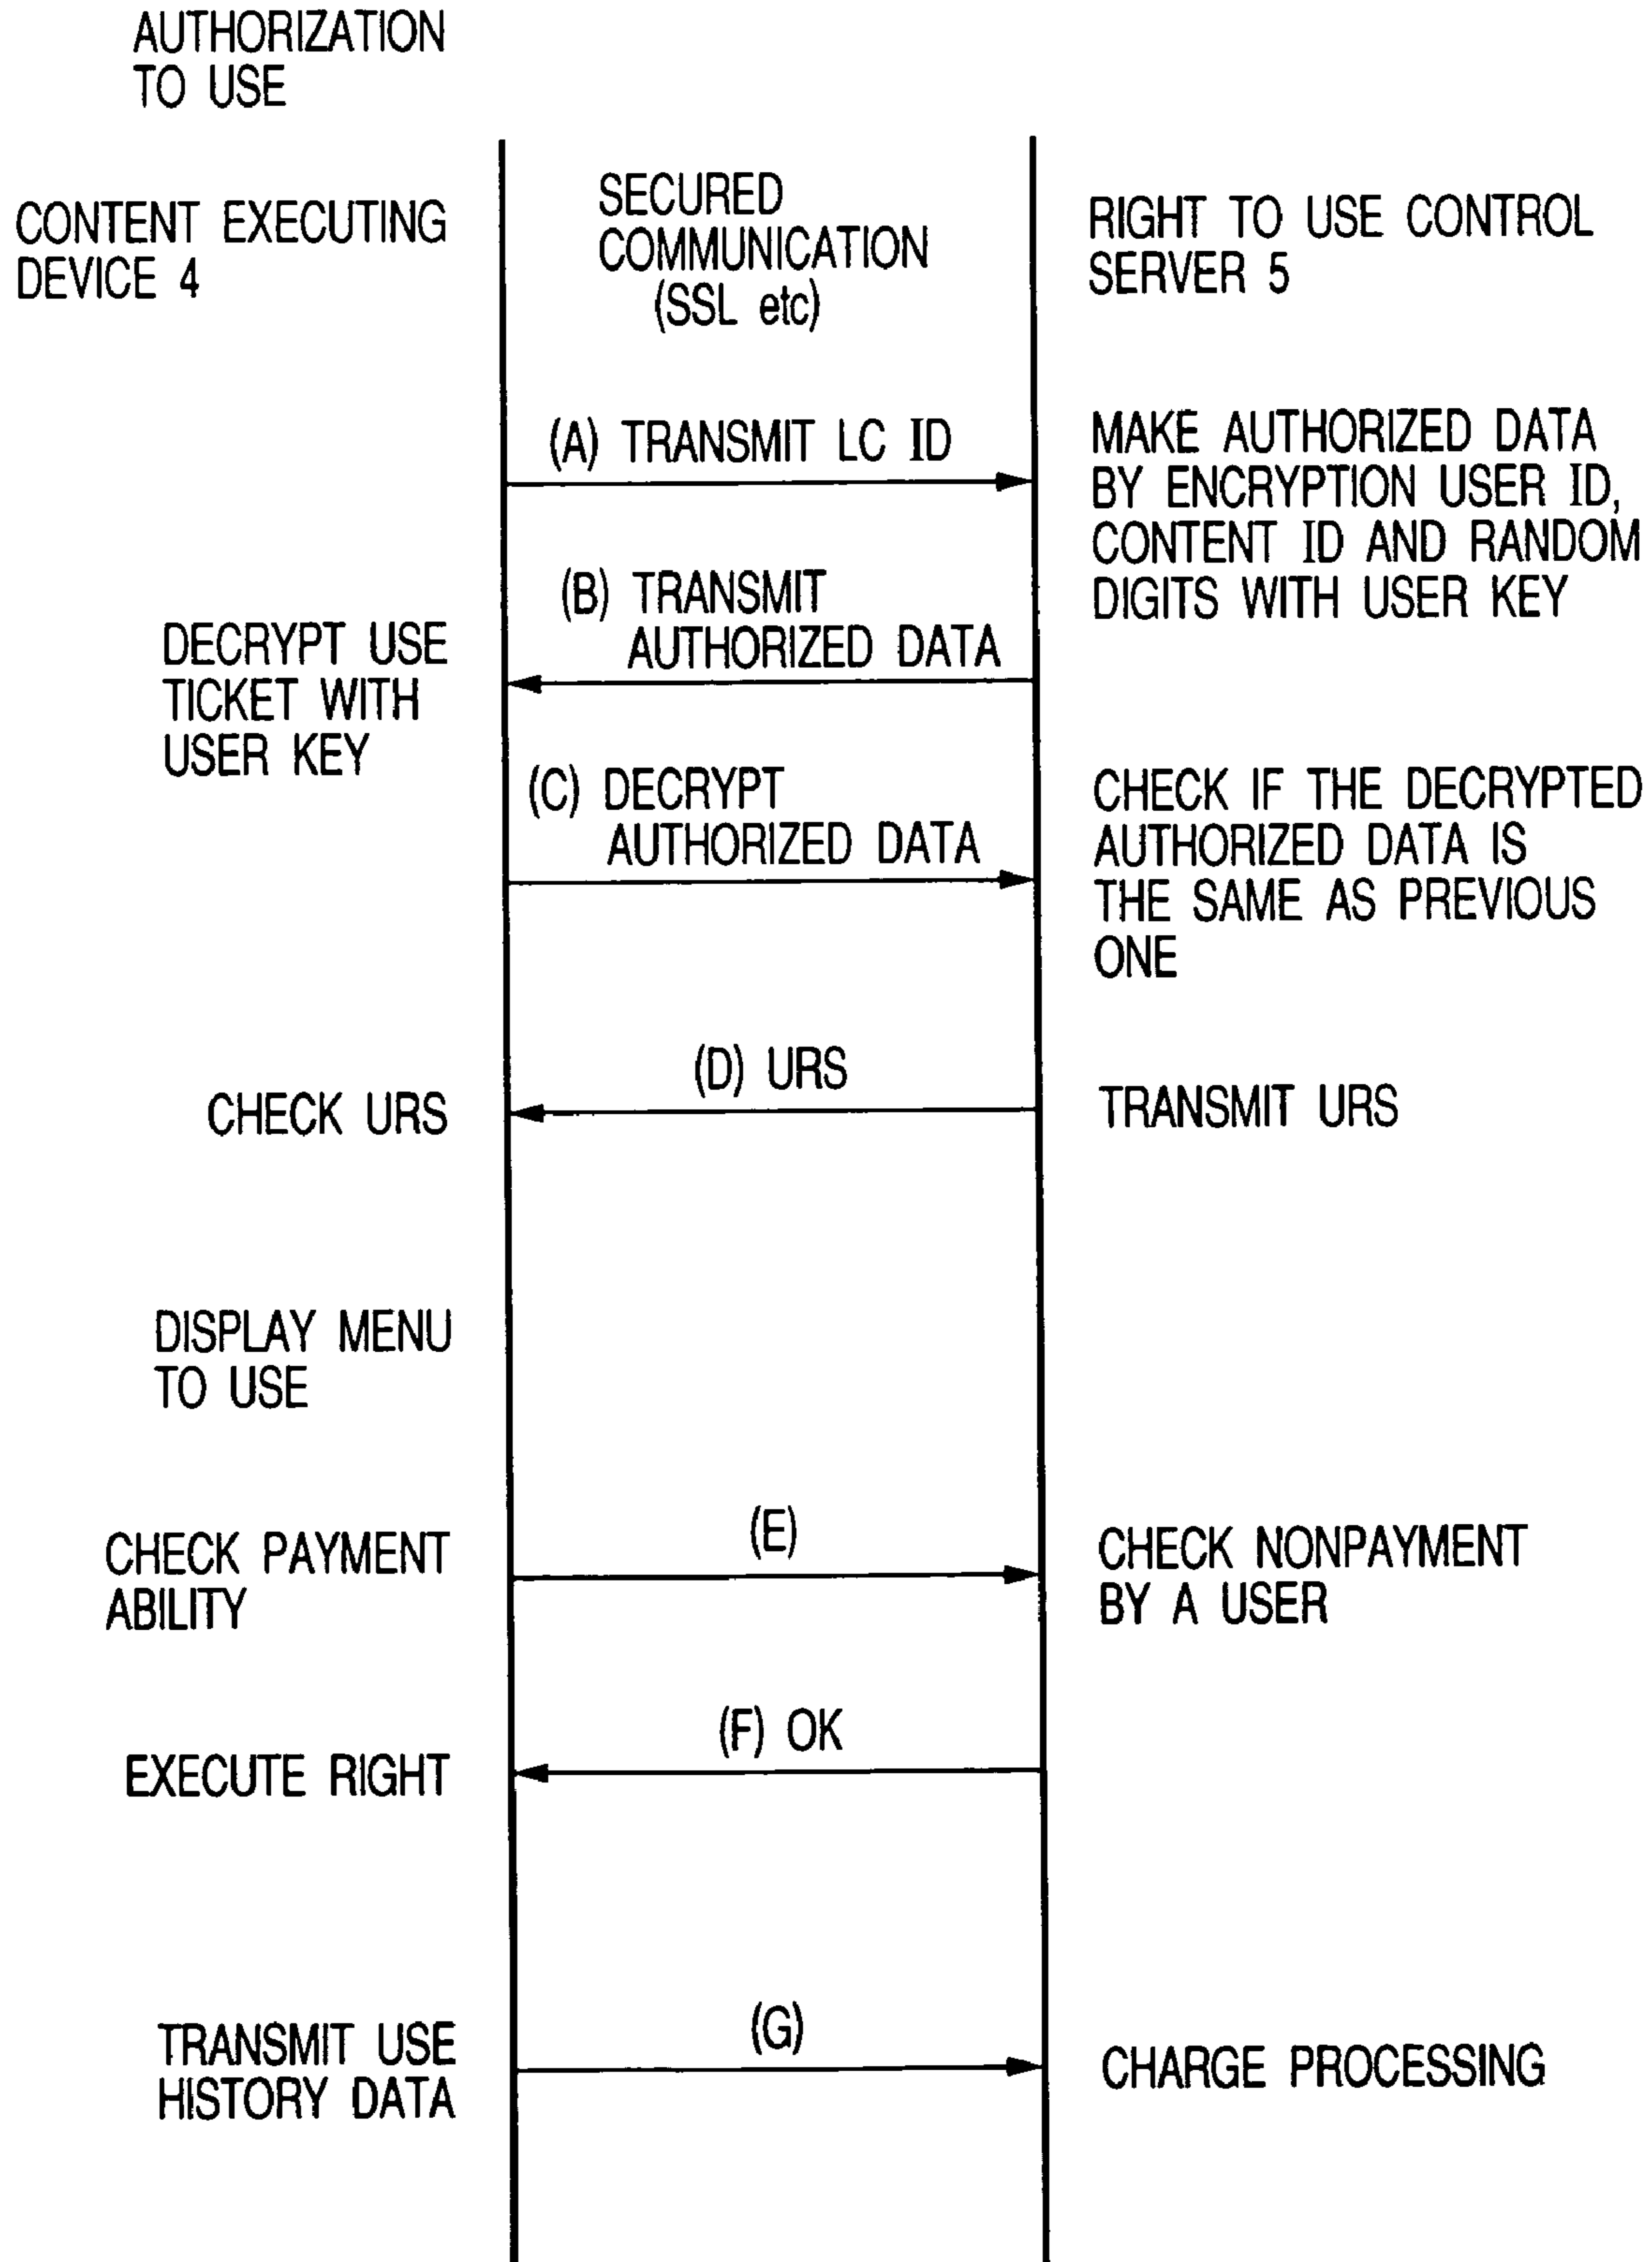 AUTHORIZATION
TO USE
CONTENT EXECUTING
DEVICE 4
SECURED
COMMUNICATION
(SSL etc)
RIGHT TO USE CONTROL
SERVER 5
(A) TRANSMIT LC ID
MAKE AUTHORIZED DATA
BY ENCRYPTION USER ID,
CONTENT ID AND RANDOM
DIGITS WITH USER KEY
(B) TRANSMIT
AUTHORIZED DATA
DECRYPT USE
TICKET WITH
USER KEY
(C) DECRYPT
AUTHORIZED DATA
CHECK IF THE DECRYPTED
AUTHORIZED DATA IS
THE SAME AS PREVIOUS
ONE
(D) URS
CHECK URS
TRANSMIT URS
DISPLAY MENU
TO USE
CHECK PAYMENT
ABILITY
(E)
CHECK NONPAYMENT
BY A USER
(F) OK
EXECUTE RIGHT
TRANSMIT USE
HISTORY DATA
(G)
CHARGE PROCESSING